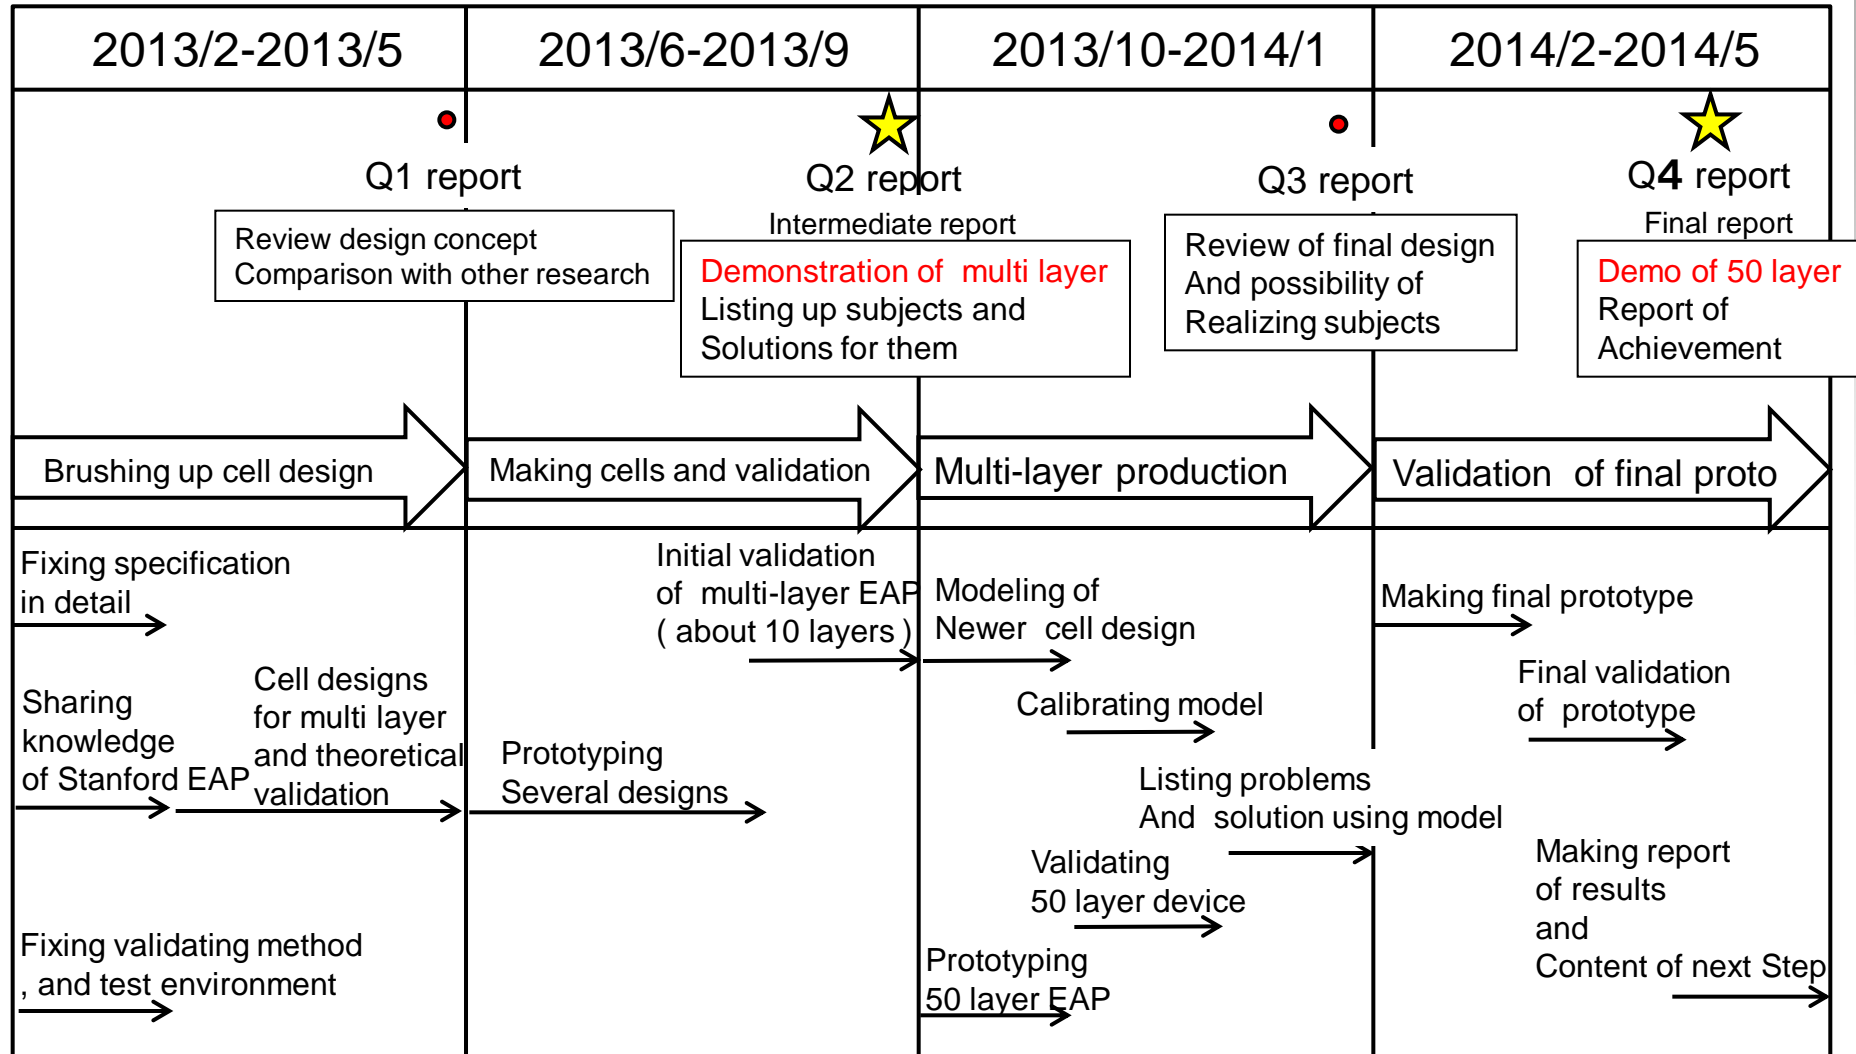 2013/2-2013/5
2013/6-2013/9
2013/10-2014/1
2014/2-2014/5
Q1 report
Review design concept
Comparison with other research
Q2 report
Intermediate report
Demonstration of multi layer
Listing up subjects and
Solutions for them
Q3 report
Review of final design
And possibility of
Realizing subjects
Q4 report
Final report
Demo of 50 layer
Report of
Achievement
Brushing up cell design
Making cells and validation
Multi-layer production
Validation of final proto
Fixing specification
in detail
Sharing
knowledge
of Stanford EAP
Cell designs
for multi layer
and theoretical
validation
Fixing validating method
, and test environment
Initial validation
of multi-layer EAP
( about 10 layers )
Prototyping
Several designs
Modeling of
Newer cell design
Calibrating model
Listing problems
And solution using model
Validating
50 layer device
Prototyping
50 layer EAP
Making final prototype
Final validation
of prototype
Making report
of results
and
Content of next Step